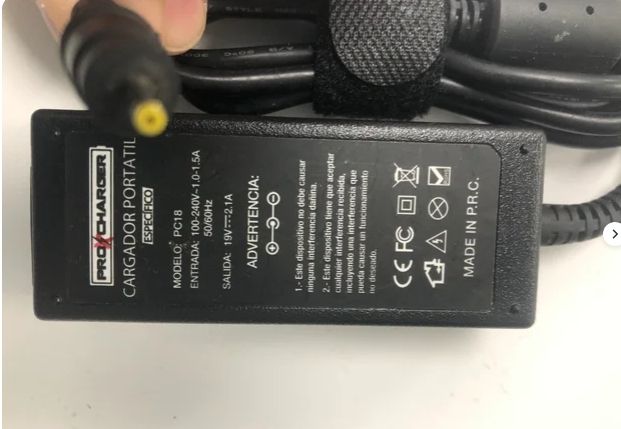 PROXCHARGER
CARGADOR PORTATIL
ESPECIFICO
MODELO: PC18
ENTRADA: 100-240V~1.0-1.5A
50/60Hz
SALIDA: 19V⎓2.1A
ADVERTENCIA:
1.- Este dispositivo no debe causar
ninguna interferencia dañina.
2.- Este dispositivo tiene que aceptar
cualquier interferencia recibida,
incluyendo una interferencia que
pueda causar un funcionamiento
no deseado.
CE FC
MADE IN P.R.C.